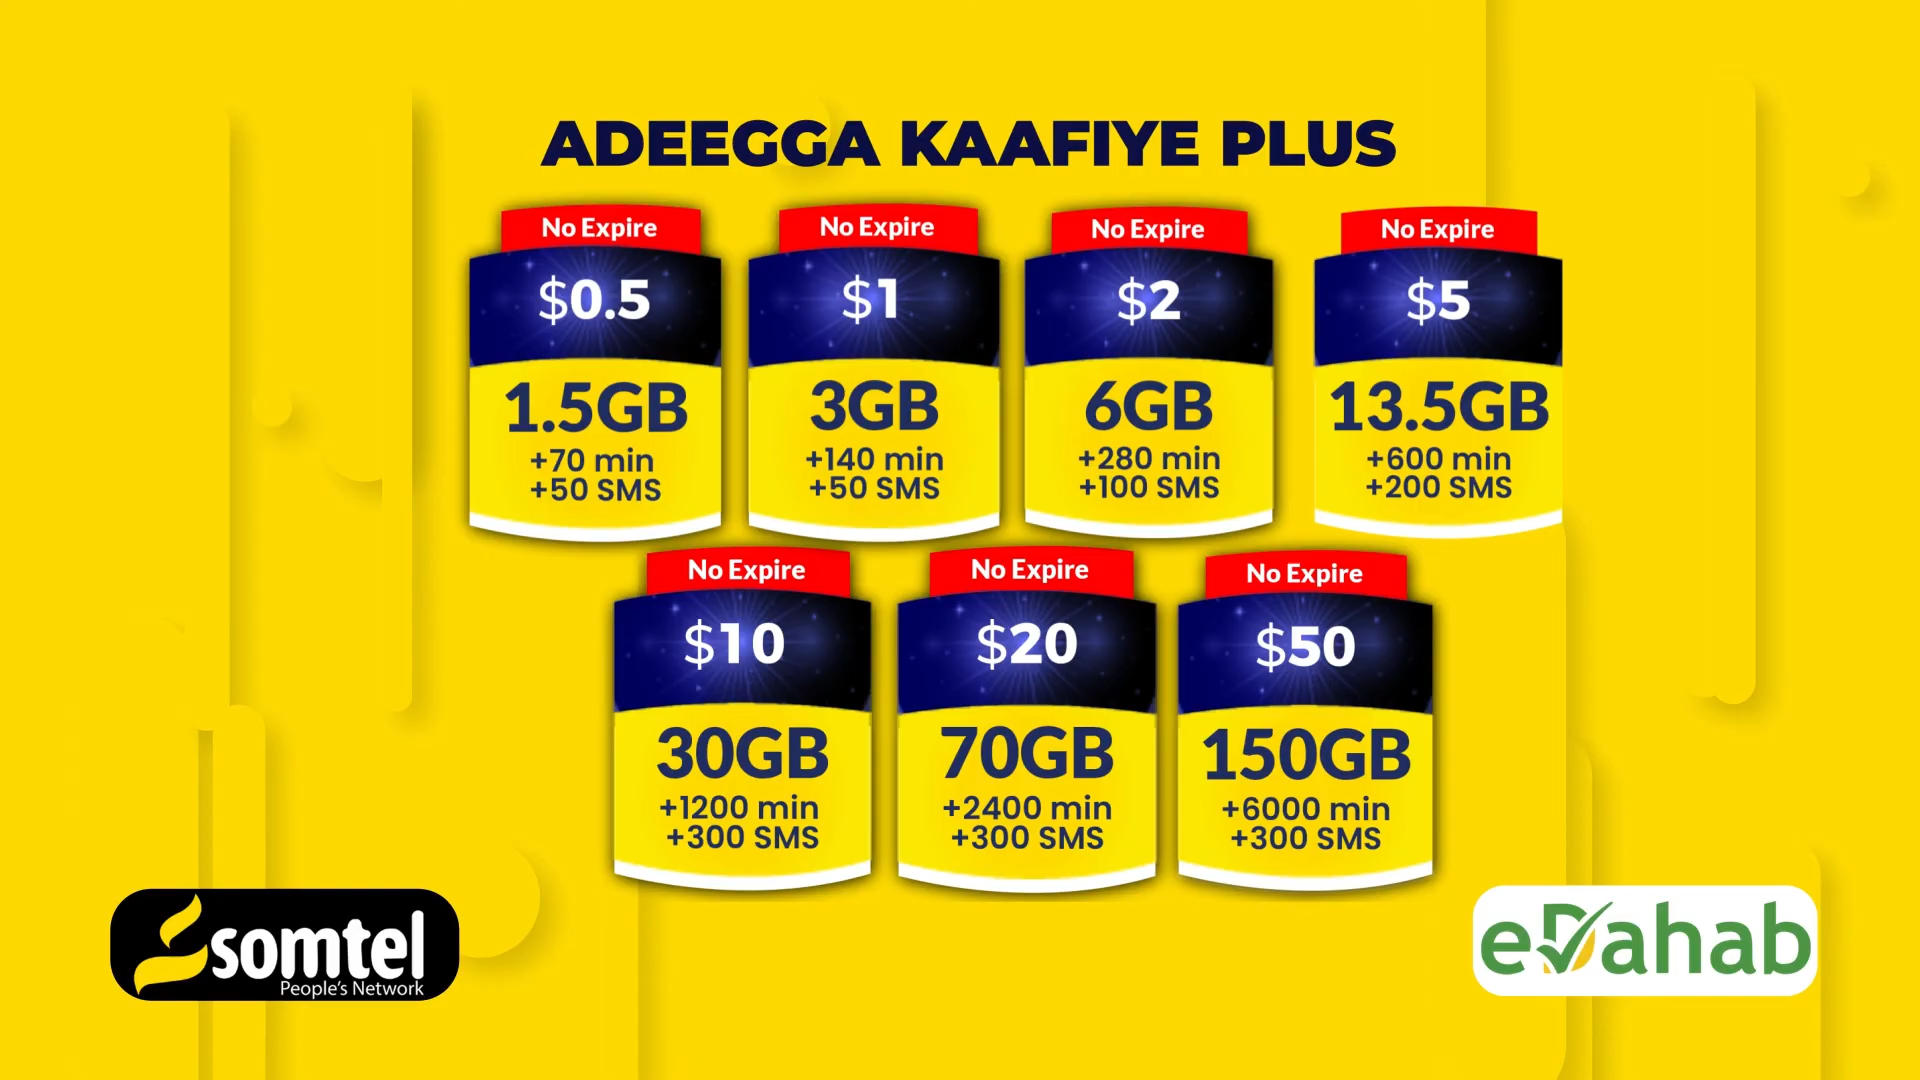 ADEEGGA KAAFIYE PLUS
No Expire
$0.5
1.5GB
+70 min
+50 SMS
No Expire
$1
3GB
+140 min
+50 SMS
No Expire
$2
6GB
+280 min
+100 SMS
No Expire
$5
13.5GB
+600 min
+200 SMS
No Expire
$10
30GB
+1200 min
+300 SMS
No Expire
$20
70GB
+2400 min
+300 SMS
No Expire
$50
150GB
+6000 min
+300 SMS
somtel
People's Network
eDahab